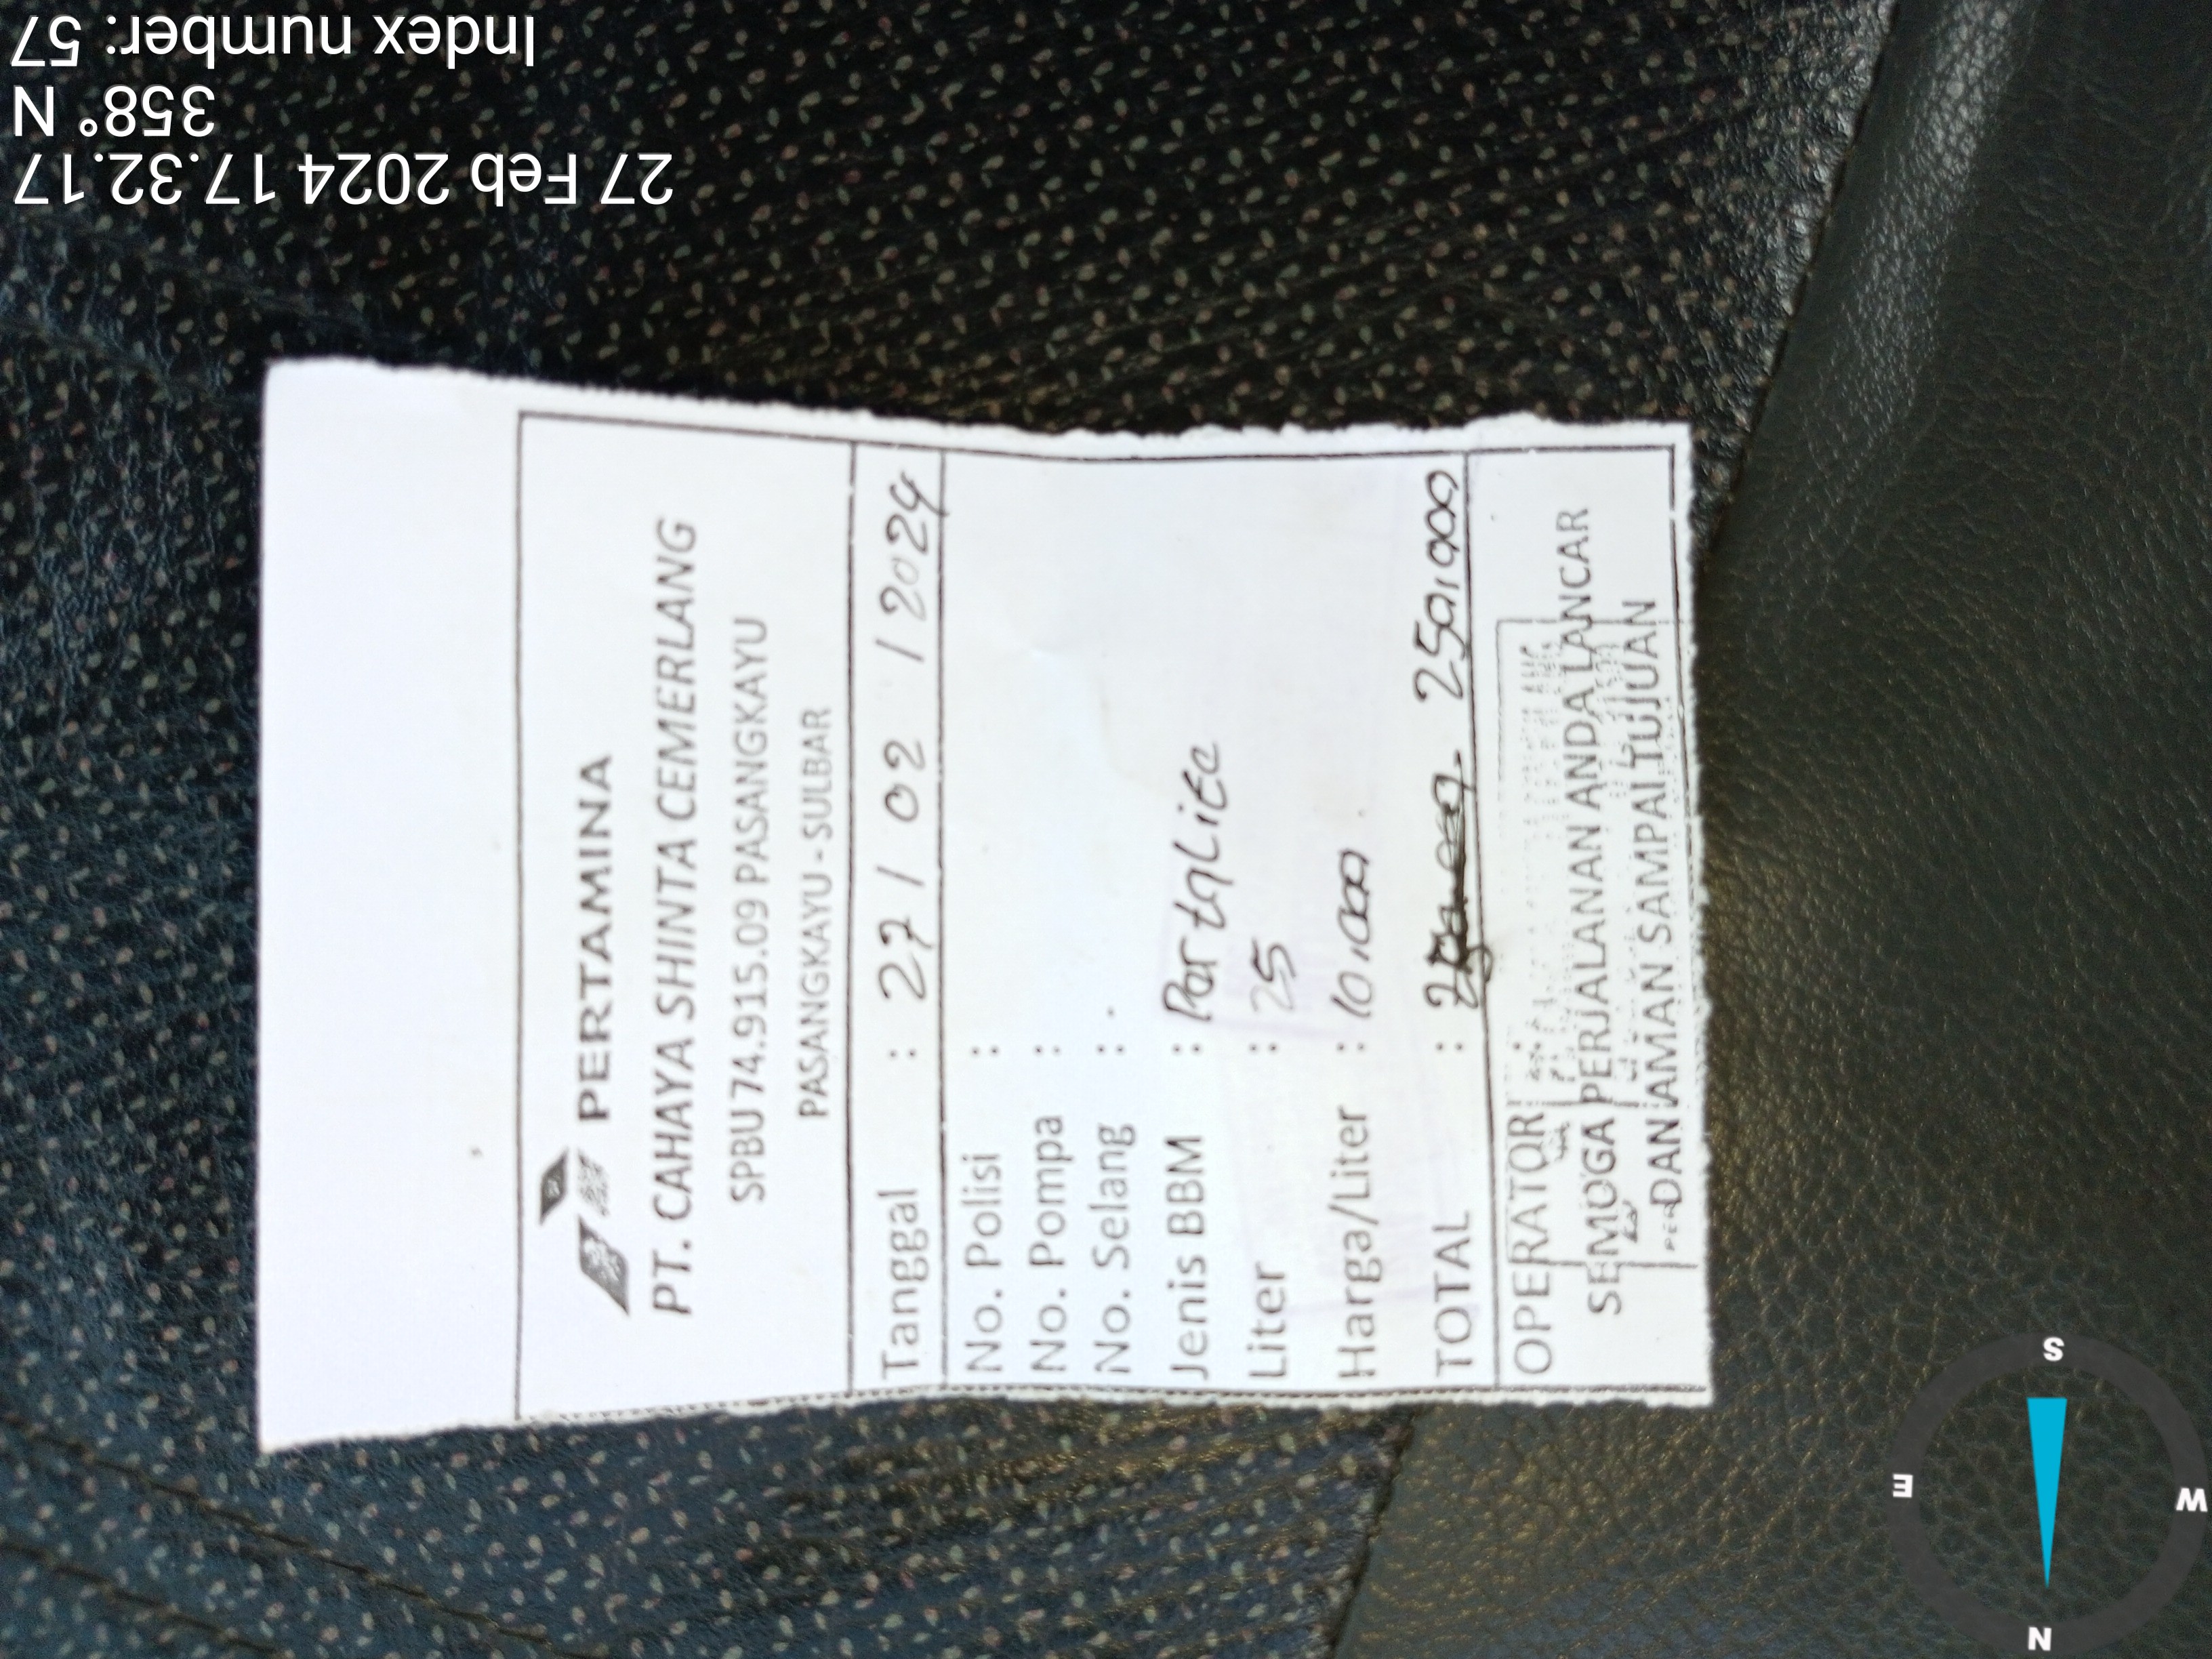 27 Feb 2024 17.32.17
358° N
Index number: 57
PERTAMINA
PT. CAHAYA SHINTA CEMERLANG
SPBU 74.915.09 PASANGKAYU
PASANGKAYU - SULBAR
Tanggal : 27 / 02 / 2024
No. Polisi :
No. Pompa :
No. Selang :
Jenis BBM : Partalite
Liter : 25
Harga/Liter : 10.000
TOTAL : 250.000
OPERATOR
SEMOGA PERJALANAN ANDA LANCAR
DAN AMAN SAMPAI TUJUAN
N
E
S
W